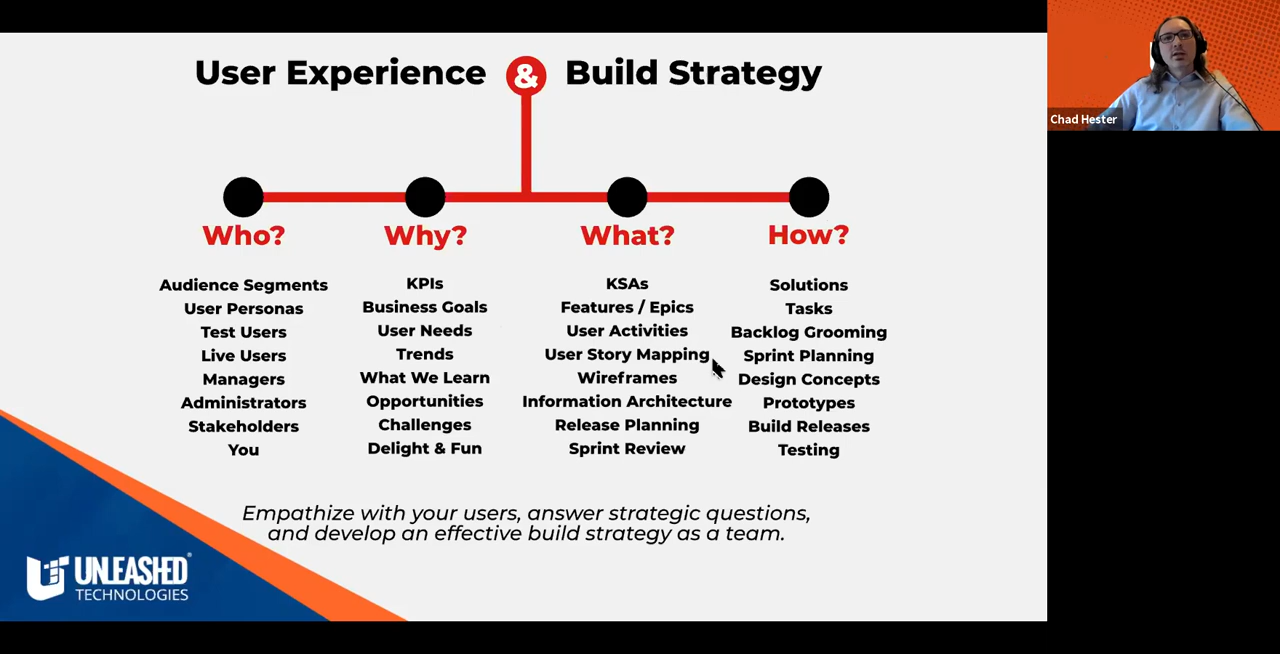 User Experience & Build Strategy
Chad Hester
Who?
Audience Segments
User Personas
Test Users
Live Users
Managers
Administrators
Stakeholders
You
Why?
KPIs
Business Goals
User Needs
Trends
What We Learn
Opportunities
Challenges
Delight & Fun
What?
KSAs
Features / Epics
User Activities
User Story Mapping
Wireframes
Information Architecture
Release Planning
Sprint Review
How?
Solutions
Tasks
Backlog Grooming
Sprint Planning
Design Concepts
Prototypes
Build Releases
Testing
Empathize with your users, answer strategic questions,
and develop an effective build strategy as a team.
UNLEASHED®
TECHNOLOGIES